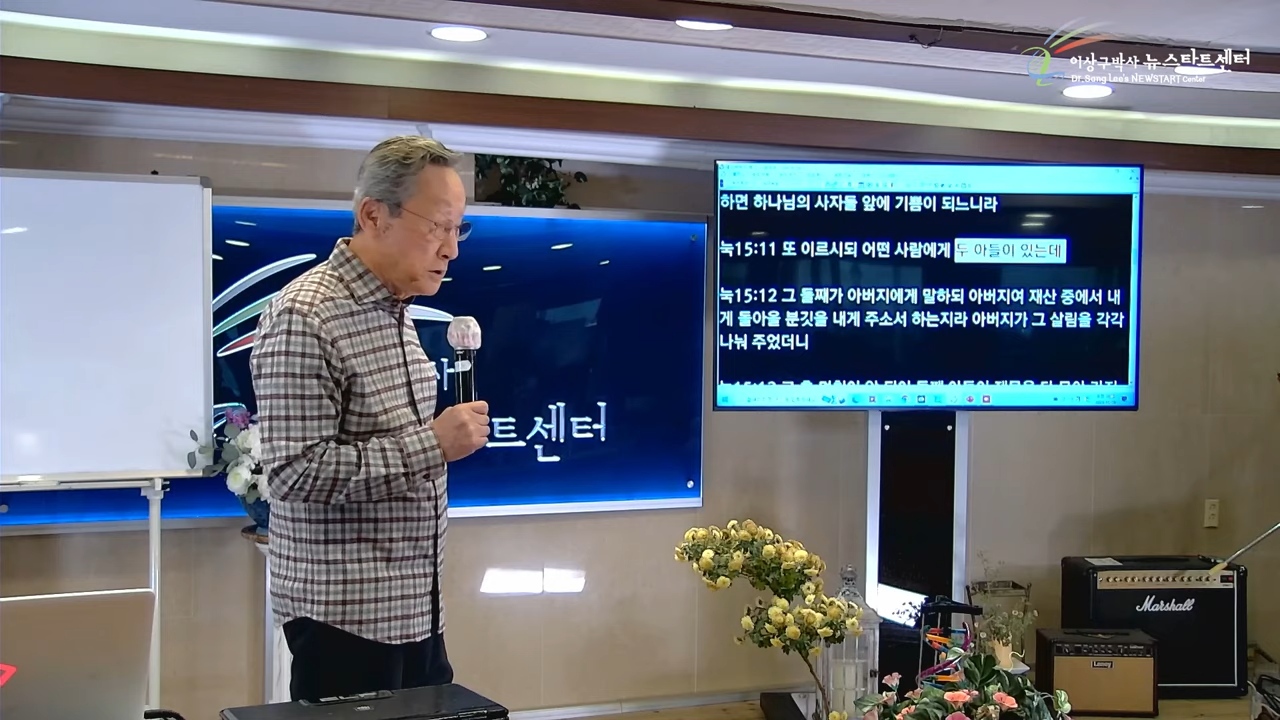 이상구박사 뉴스타트센터
Dr.Sang Lee's NEWSTART Center
하면 하나님의 사자들 앞에 기쁨이 되느니라
눅15:11 또 이르시되 어떤 사람에게 두 아들이 있는데
눅15:12 그 둘째가 아버지에게 말하되 아버지여 재산 중에서 내
게 돌아올 분깃을 내게 주소서 하는지라 아버지가 그 살림을 각각
나눠 주었더니
사
트센터
Marshall
Laney